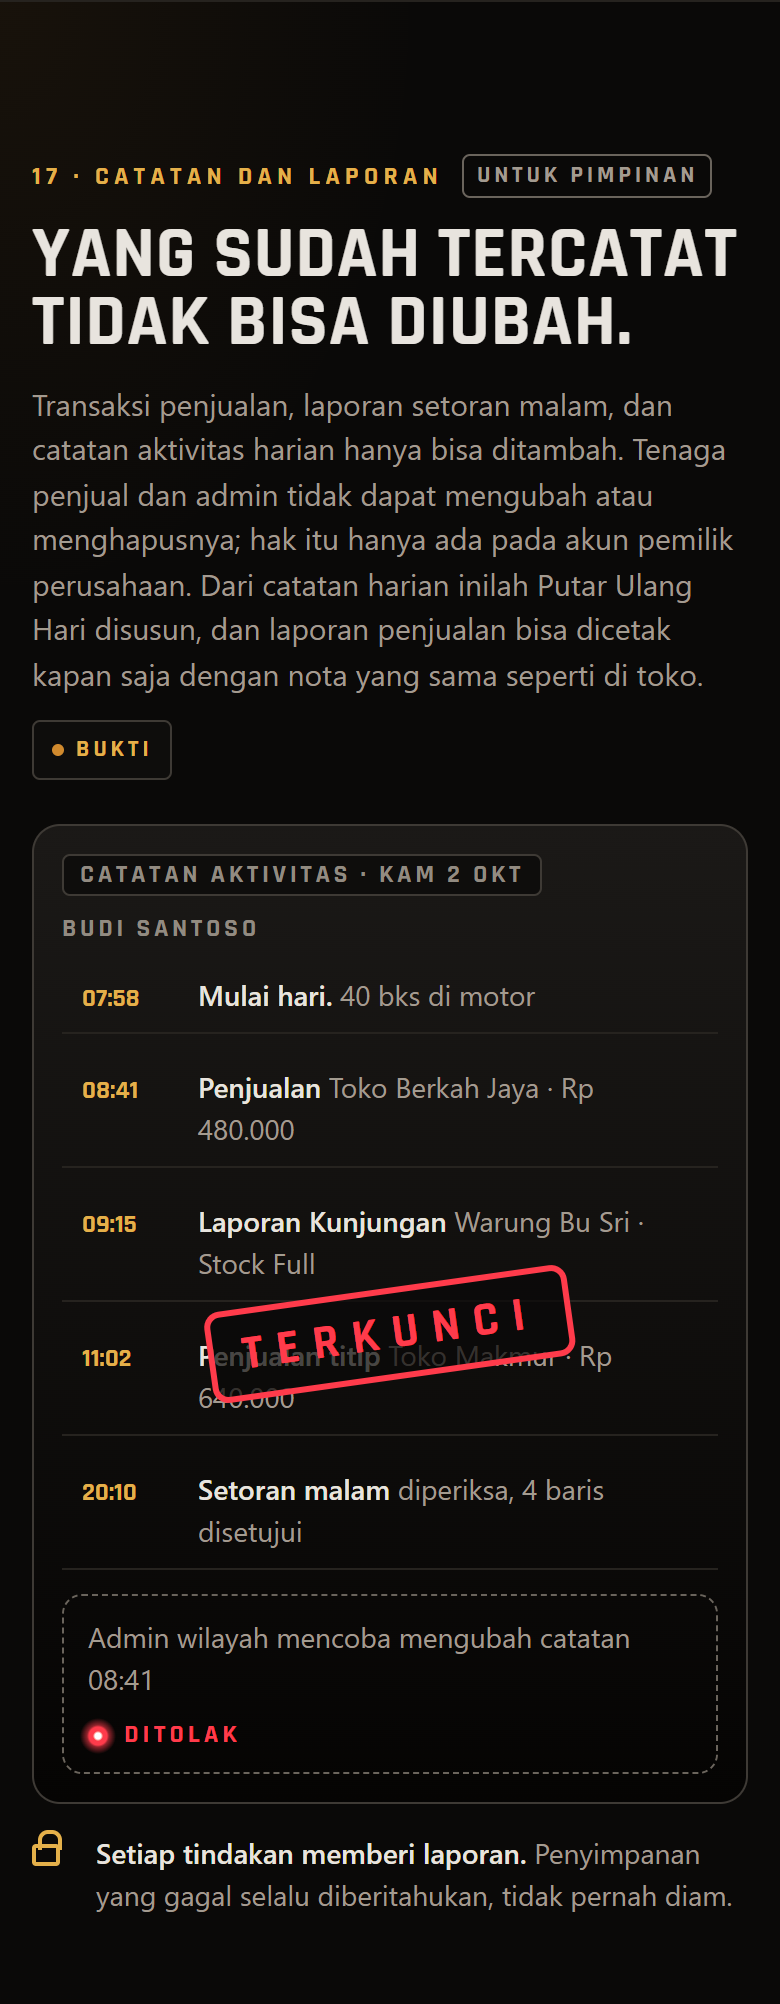 17 · CATATAN DAN LAPORAN
UNTUK PIMPINAN
YANG SUDAH TERCATAT
TIDAK BISA DIUBAH.
Transaksi penjualan, laporan setoran malam, dan
catatan aktivitas harian hanya bisa ditambah. Tenaga
penjual dan admin tidak dapat mengubah atau
menghapusnya; hak itu hanya ada pada akun pemilik
perusahaan. Dari catatan harian inilah Putar Ulang
Hari disusun, dan laporan penjualan bisa dicetak
kapan saja dengan nota yang sama seperti di toko.
BUKTI
CATATAN AKTIVITAS · KAM 2 OKT
BUDI SANTOSO
07:58 Mulai hari. 40 bks di motor
08:41 Penjualan Toko Berkah Jaya · Rp
480.000
09:15 Laporan Kunjungan Warung Bu Sri ·
Stock Full
TERKUNCI
11:02 Penjualan titip Toko Makmur · Rp
640.000
20:10 Setoran malam diperiksa, 4 baris
disetujui
Admin wilayah mencoba mengubah catatan
08:41
DITOLAK
Setiap tindakan memberi laporan. Penyimpanan
yang gagal selalu diberitahukan, tidak pernah diam.